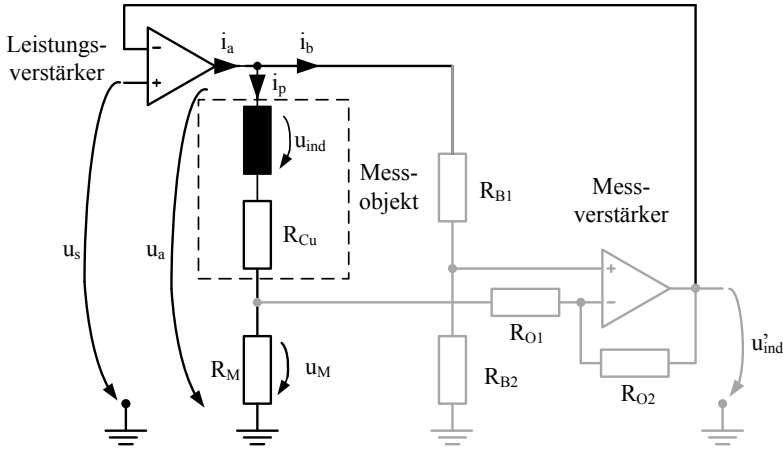 Leistungs-
verstärker
−
+
i_a
i_b
i_p
u_ind
Mess-
objekt
R_Cu
u_s
u_a
R_M
u_M
R_B1
R_B2
Mess-
verstärker
+
−
R_O1
R_O2
u'_ind